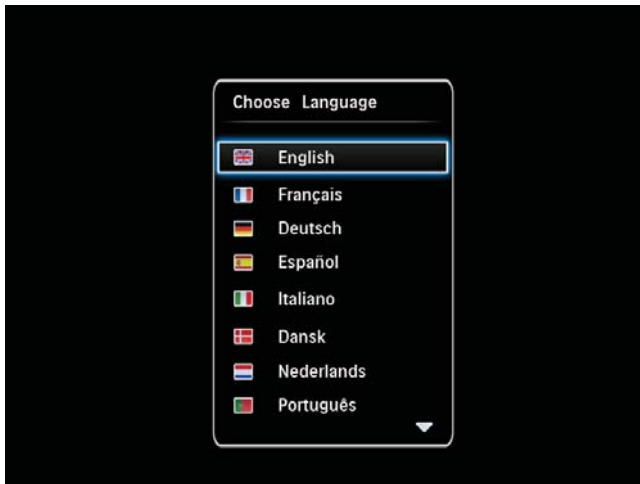 Choose Language
English
Français
Deutsch
Español
Italiano
Dansk
Nederlands
Português